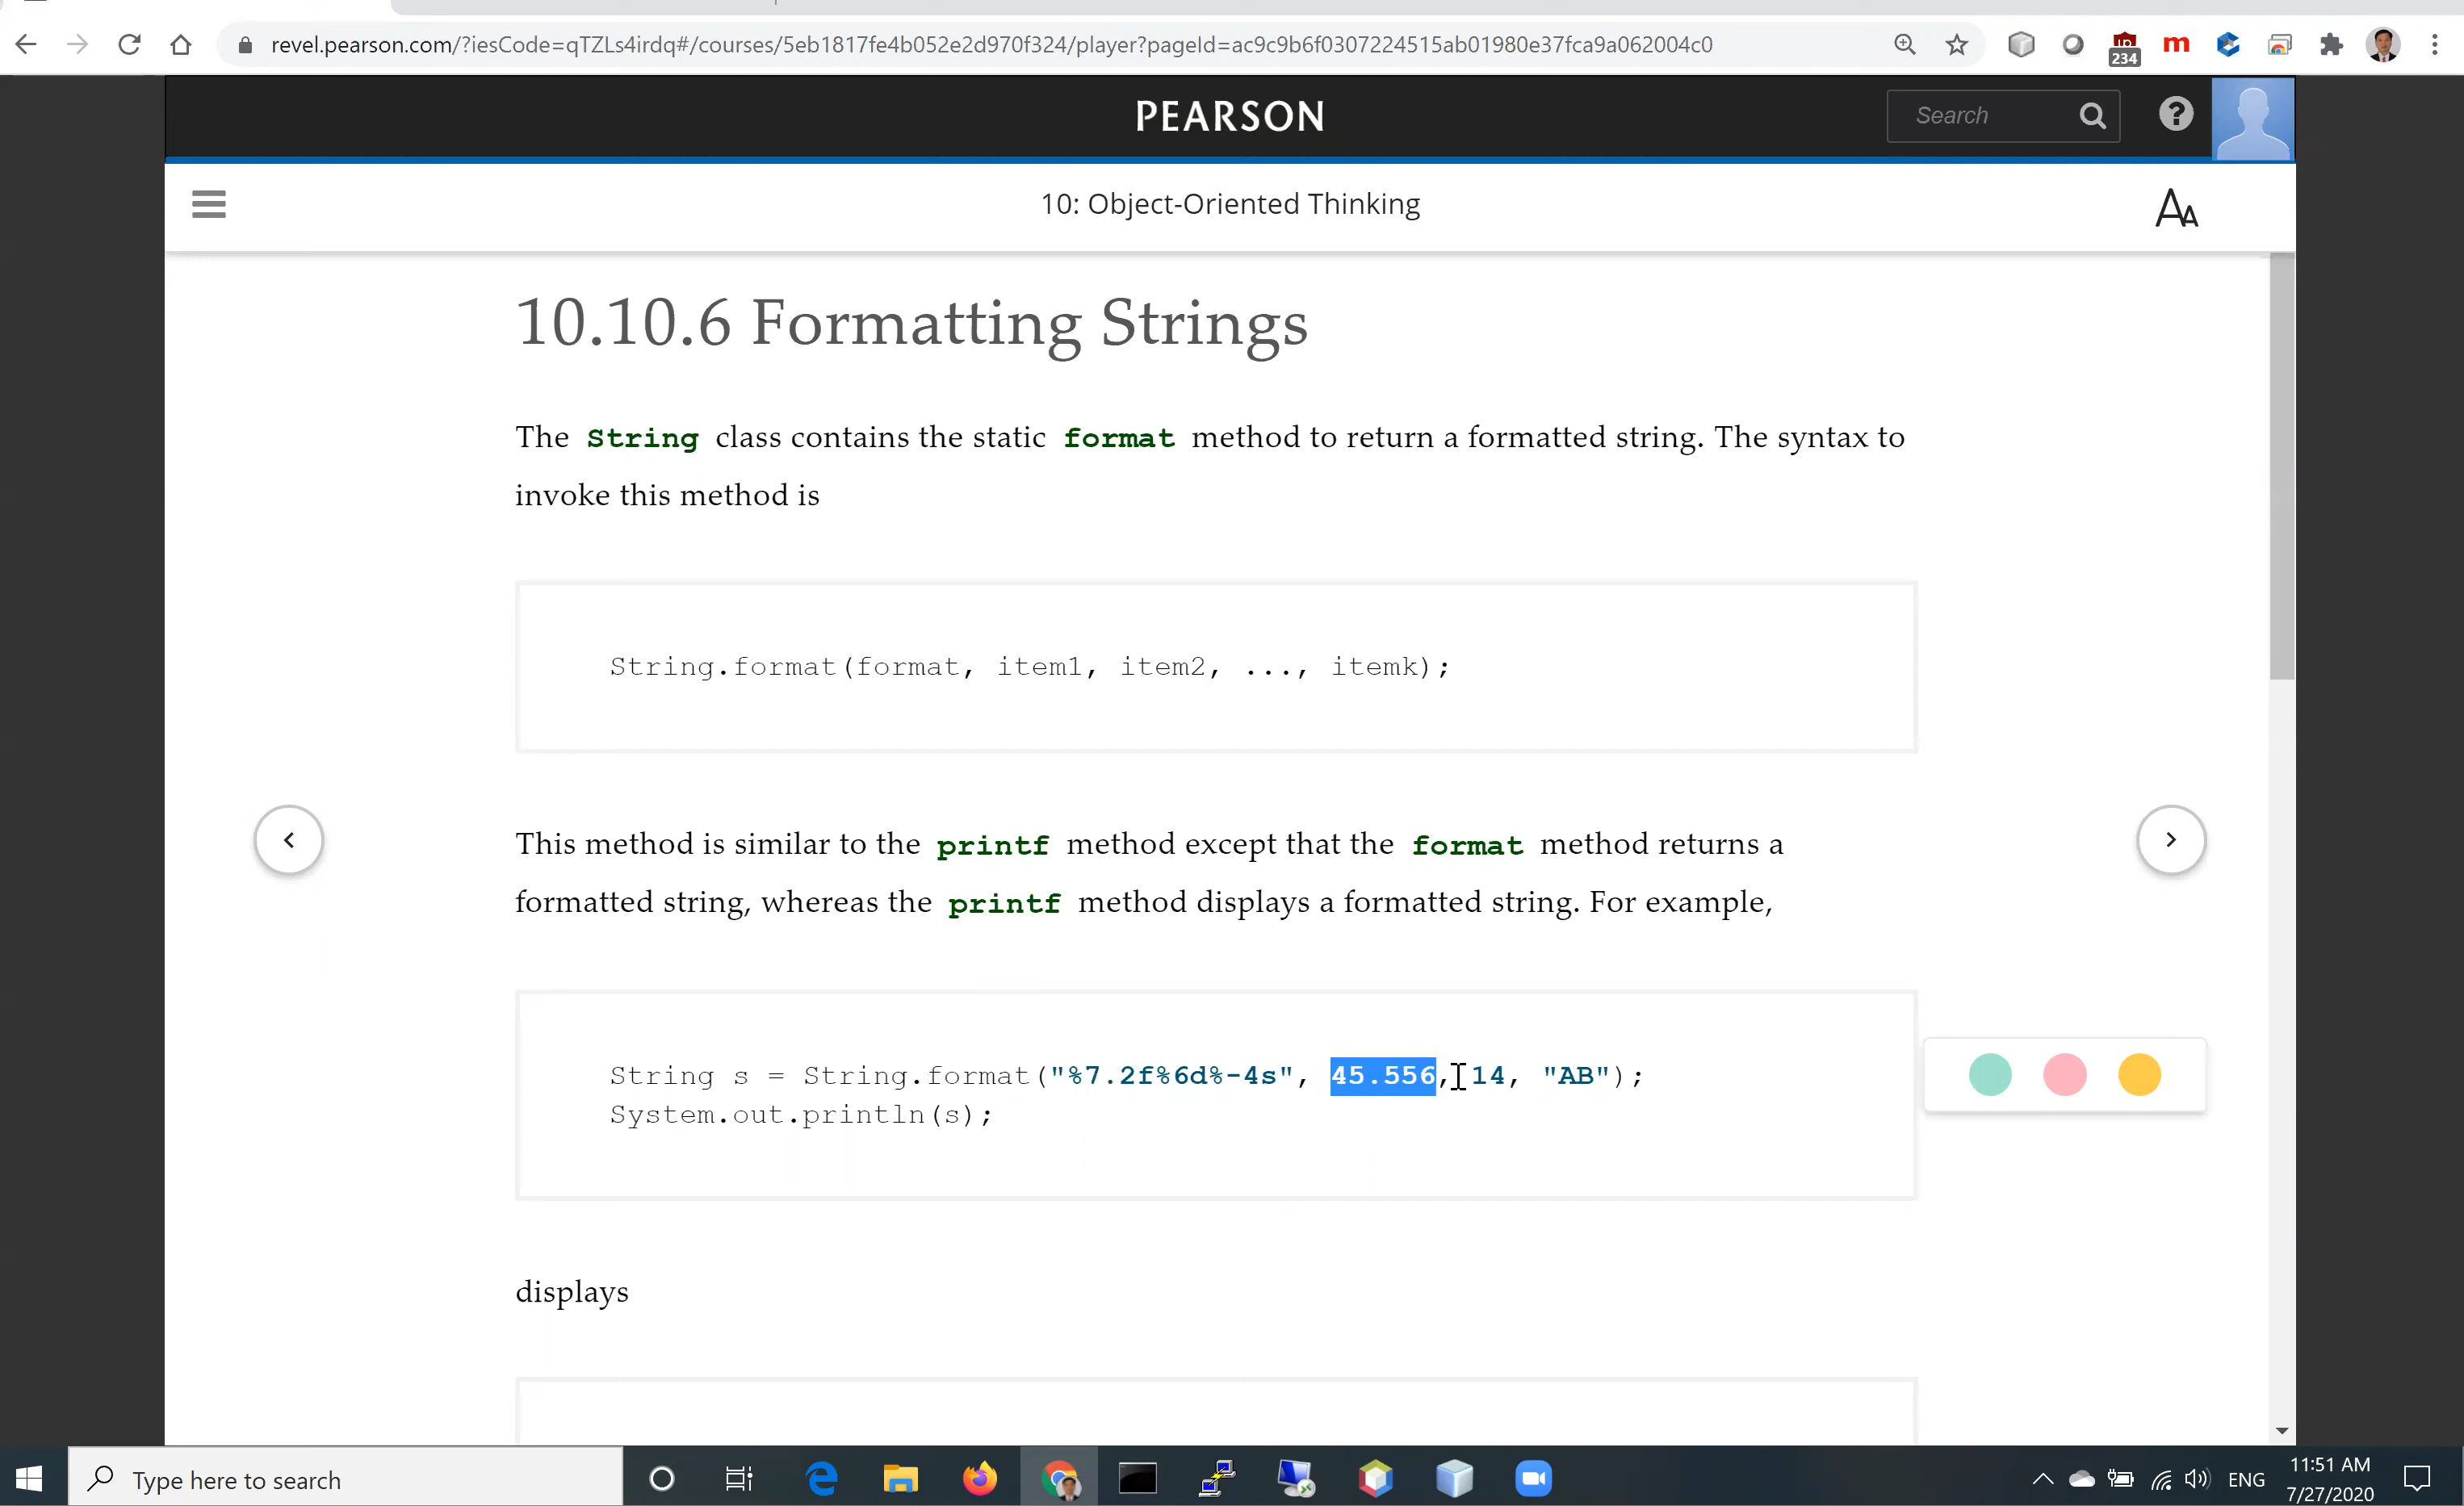 revel.pearson.com/?iesCode=qTZLs4irdq#/courses/5eb1817fe4b052e2d970f324/player?pageId=ac9c9b6f0307224515ab01980e37fca9a062004c0
234
m
PEARSON
Search
10: Object-Oriented Thinking
10.10.6 Formatting Strings
The String class contains the static format method to return a formatted string. The syntax to
invoke this method is
String.format(format, item1, item2, ..., itemk);
This method is similar to the printf method except that the format method returns a
formatted string, whereas the printf method displays a formatted string. For example,
String s = String.format("%7.2f%6d%-4s", 45.556, 14, "AB");
System.out.println(s);
displays
Type here to search
ENG
11:51 AM
7/27/2020